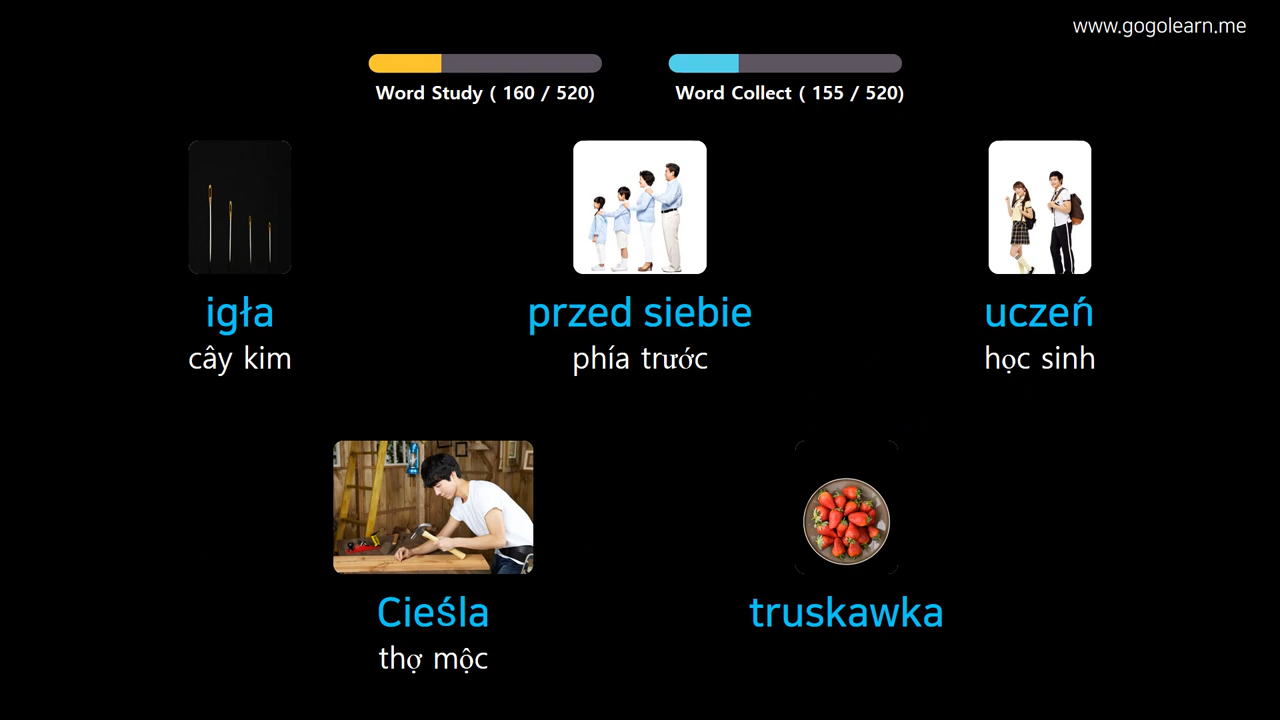 www.gogolearn.me
Word Study ( 160 / 520)
Word Collect ( 155 / 520)
igła
przed siebie
uczeń
cây kim
phía trước
học sinh
Cieśla
truskawka
thợ mộc